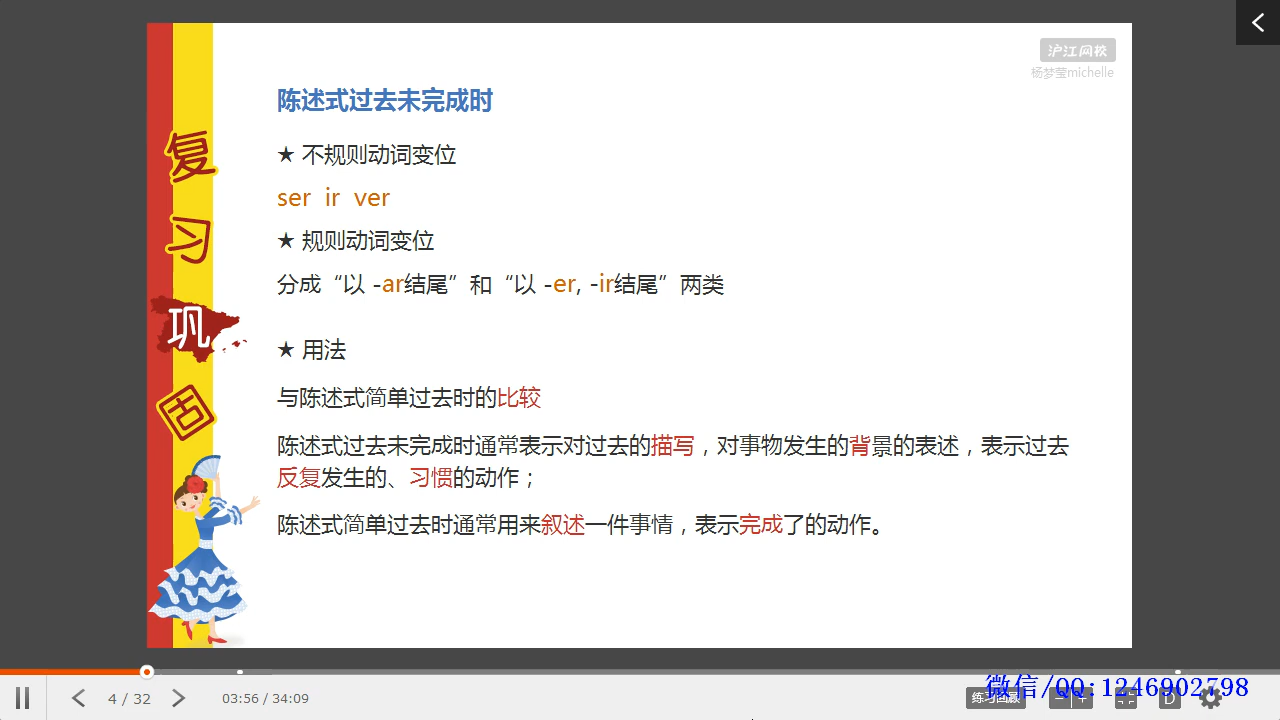 沪江网校
杨梦莹michelle
陈述式过去未完成时
★ 不规则动词变位
ser ir ver
★ 规则动词变位
分成“以 -ar结尾”和“以 -er, -ir结尾”两类
★ 用法
与陈述式简单过去时的比较
陈述式过去未完成时通常表示对过去的描写，对事物发生的背景的表述，表示过去
反复发生的、习惯的动作；
陈述式简单过去时通常用来叙述一件事情，表示完成了的动作。
复
习
巩
固
4 / 32
03:56 / 34:09
练习回顾
微信/QQ:1246902798
D